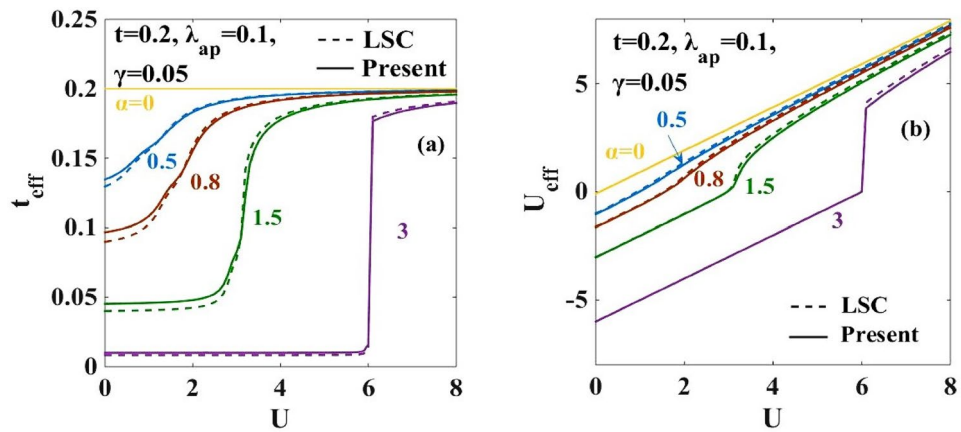 t=0.2, λap=0.1,
γ=0.05
LSC
Present
α=0
0.5
0.8
1.5
3
(a)
0.25
0.2
0.15
0.1
0.05
0
teff
0 2 4 6 8
U
t=0.2, λap=0.1,
γ=0.05
α=0
0.5
0.8
1.5
3
(b)
LSC
Present
5
0
-5
Ueff
0 2 4 6 8
U